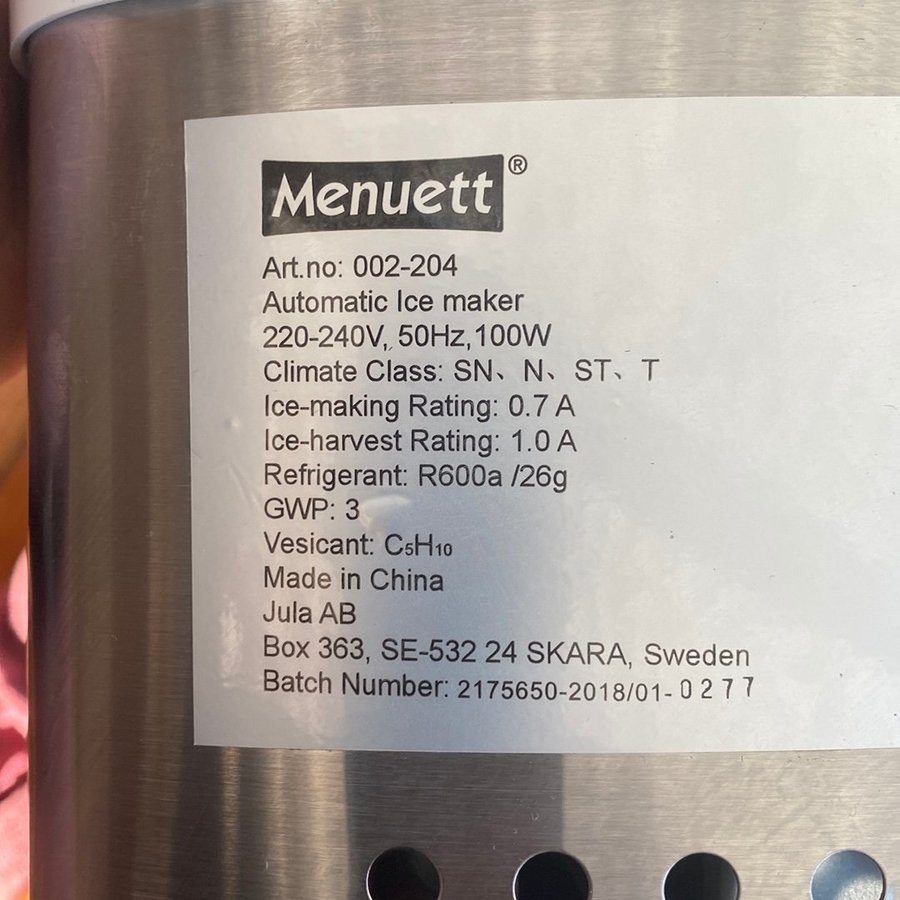 Menuett®
Art.no: 002-204
Automatic Ice maker
220-240V, 50Hz,100W
Climate Class: SN、N、ST、T
Ice-making Rating: 0.7 A
Ice-harvest Rating: 1.0 A
Refrigerant: R600a /26g
GWP: 3
Vesicant: C₅H₁₀
Made in China
Jula AB
Box 363, SE-532 24 SKARA, Sweden
Batch Number: 2175650-2018/01-0277